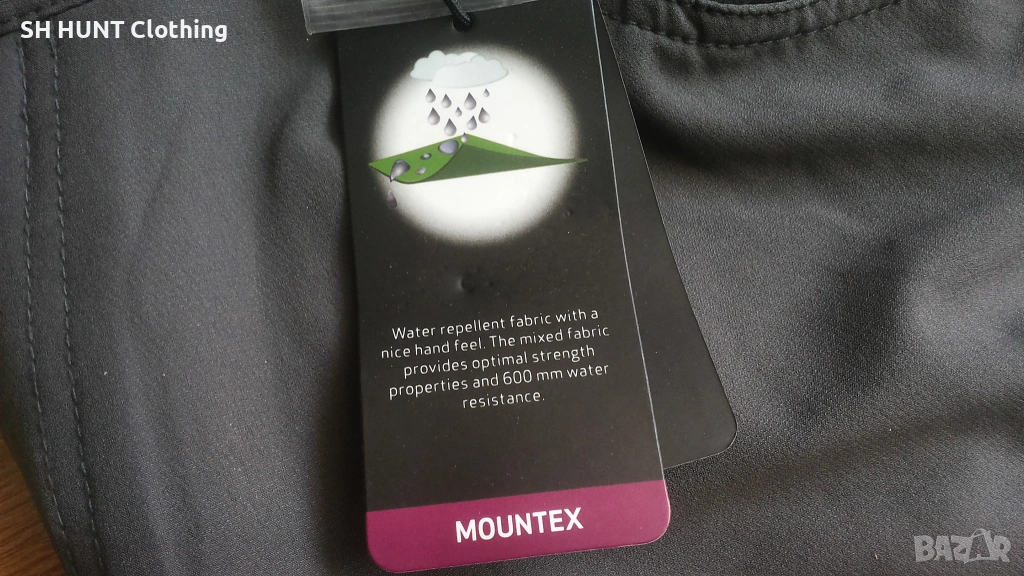 SH HUNT Clothing
Water repellent fabric with a
nice hand feel. The mixed fabric
provides optimal strength
properties and 600 mm water
resistance.
MOUNTEX
BAZAR